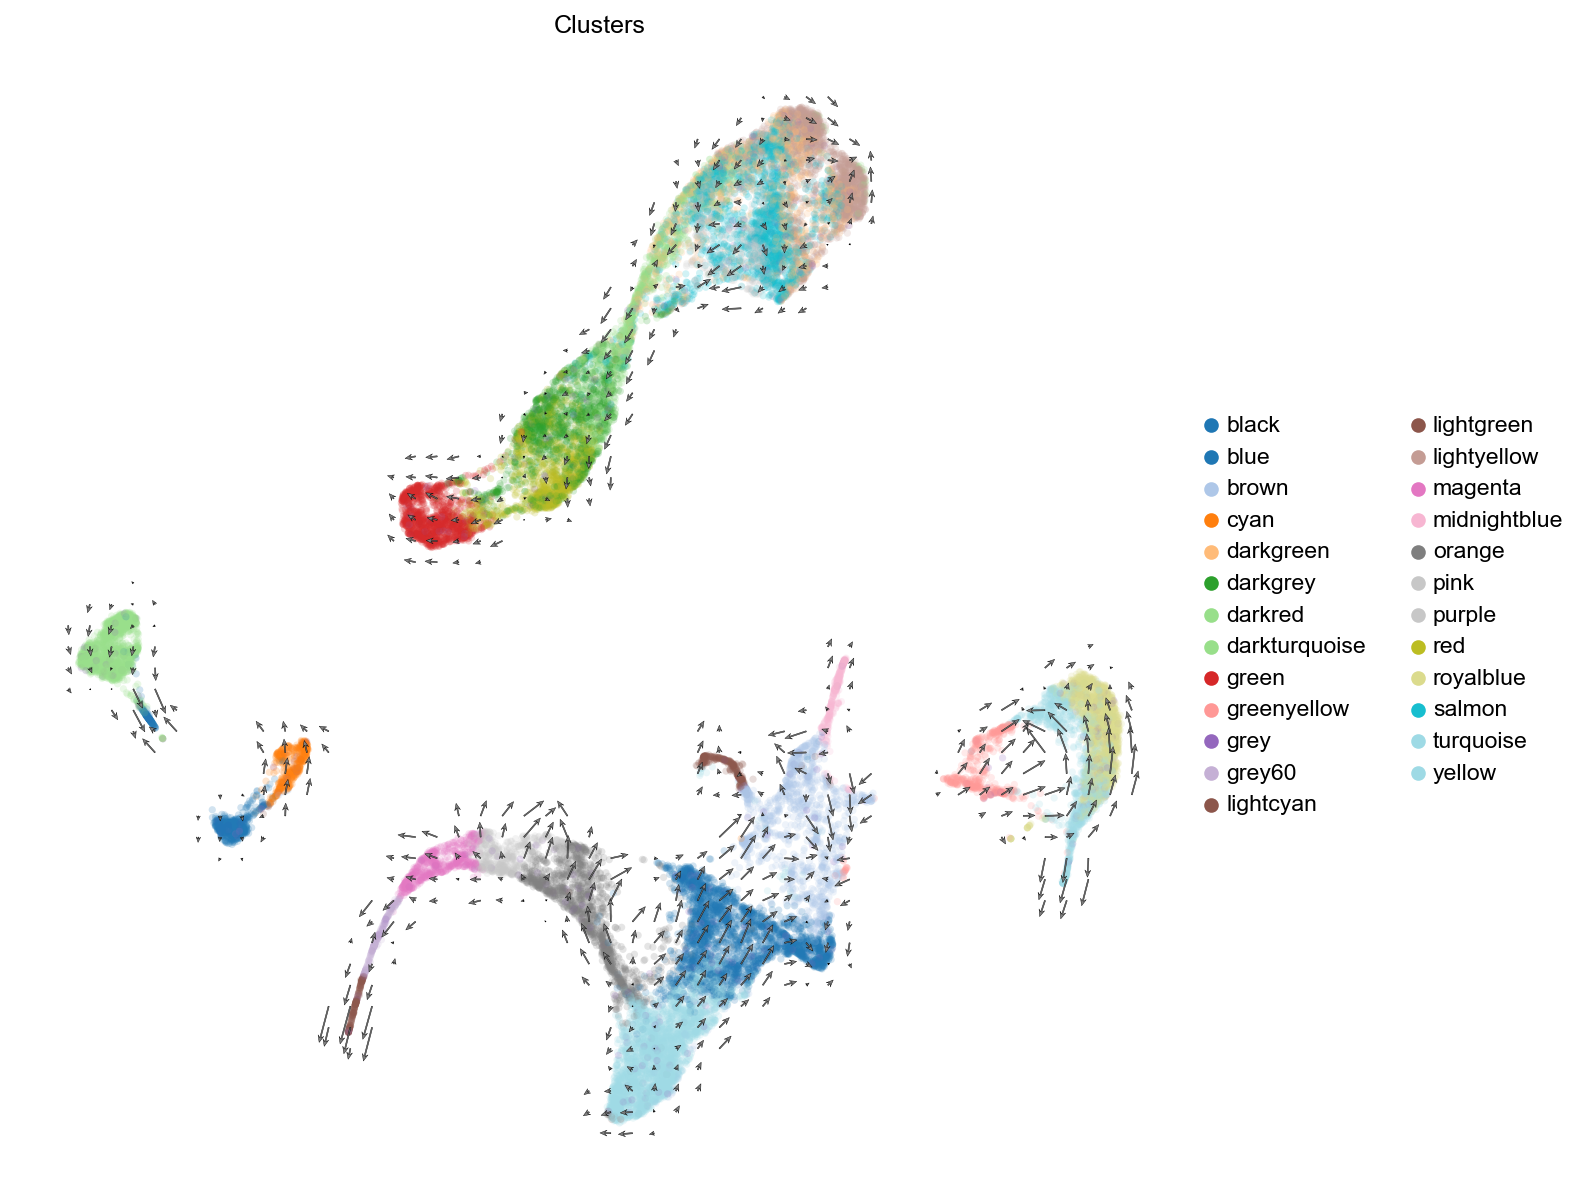 Clusters
black
blue
brown
cyan
darkgreen
darkgrey
darkred
darkturquoise
green
greenyellow
grey
grey60
lightcyan
lightgreen
lightyellow
magenta
midnightblue
orange
pink
purple
red
royalblue
salmon
turquoise
yellow